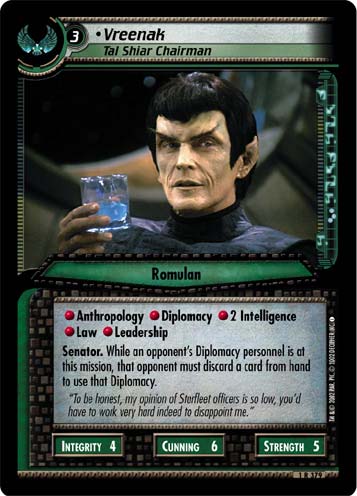 3
•Vreenak
Tal Shiar Chairman
Romulan
•Anthropology •Diplomacy •2 Intelligence
•Law •Leadership
Senator. While an opponent's Diplomacy personnel is at
this mission, that opponent must discard a card from hand
to use that Diplomacy.
"To be honest, my opinion of Starfleet officers is so low, you'd
have to work very hard indeed to disappoint me."
INTEGRITY 4 CUNNING 6 STRENGTH 5
1 R 379